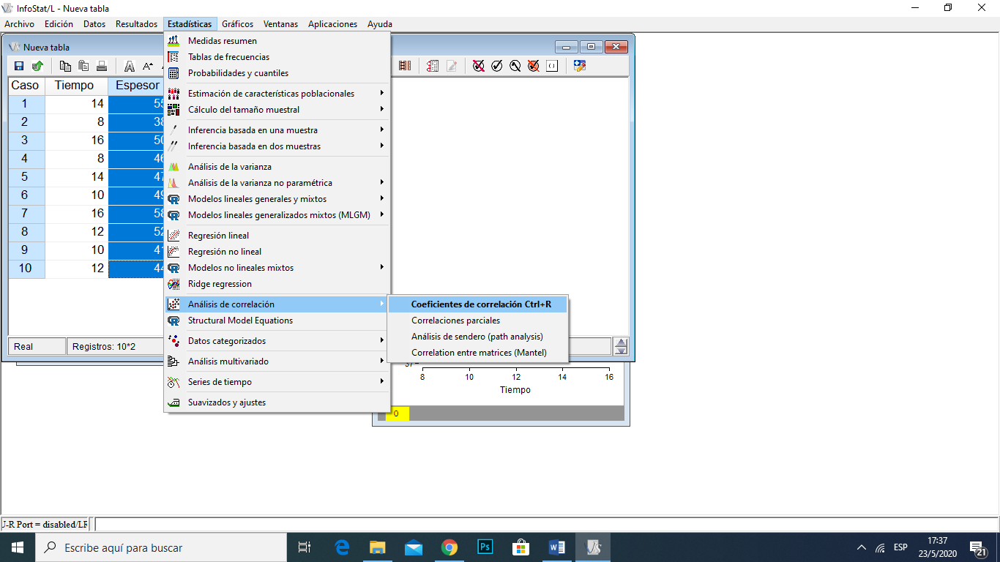 InfoStat/L - Nueva tabla
Archivo Edición Datos Resultados Estadísticas Gráficos Ventanas Aplicaciones Ayuda
Nueva tabla
Caso Tiempo Espesor
1 14 55
2 8 38
3 16 50
4 8 46
5 14 47
6 10 49
7 16 58
8 12 52
9 10 41
10 12 44
Real Registros: 10*2
Medidas resumen
Tablas de frecuencias
Probabilidades y cuantiles
Estimación de características poblacionales
Cálculo del tamaño muestral
Inferencia basada en una muestra
Inferencia basada en dos muestras
Análisis de la varianza
Análisis de la varianza no paramétrica
Modelos lineales generales y mixtos
Modelos lineales generalizados mixtos (MLGM)
Regresión lineal
Regresión no lineal
Modelos no lineales mixtos
Ridge regression
Análisis de correlación
Structural Model Equations
Datos categorizados
Análisis multivariado
Series de tiempo
Suavizados y ajustes
Coeficientes de correlación Ctrl+R
Correlaciones parciales
Análisis de sendero (path analysis)
Correlation entre matrices (Mantel)
37
8 10 12 14 16
Tiempo
0
J-R Port = disabled/LF
Escribe aquí para buscar
Ps
ESP
17:37
23/5/2020
21